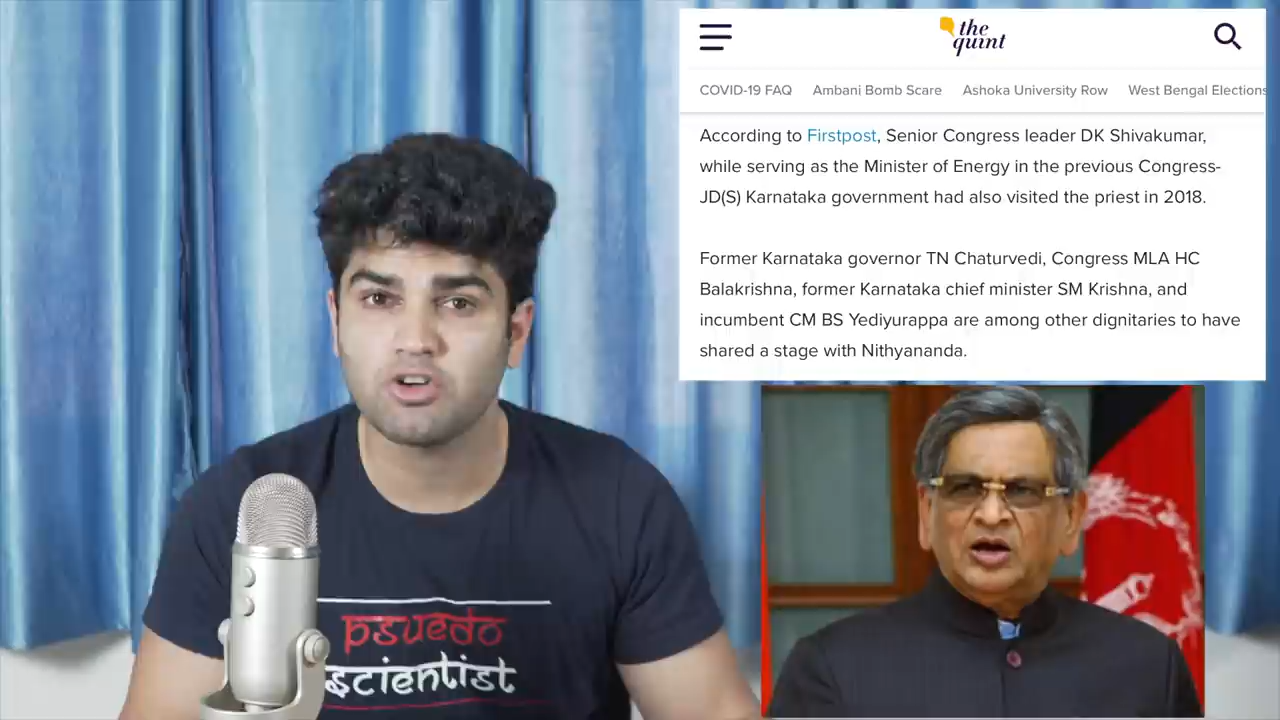 the
quint
COVID-19 FAQ Ambani Bomb Scare Ashoka University Row West Bengal Elections
According to Firstpost, Senior Congress leader DK Shivakumar,
while serving as the Minister of Energy in the previous Congress-
JD(S) Karnataka government had also visited the priest in 2018.
Former Karnataka governor TN Chaturvedi, Congress MLA HC
Balakrishna, former Karnataka chief minister SM Krishna, and
incumbent CM BS Yediyurappa are among other dignitaries to have
shared a stage with Nithyananda.
psuedo
scientist